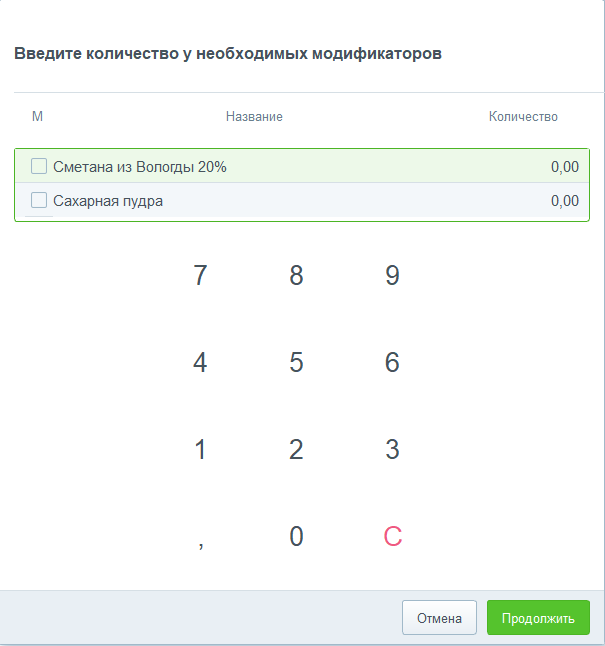 Введите количество у необходимых модификаторов
М Название Количество
Сметана из Вологды 20% 0,00
Сахарная пудра 0,00
7 8 9
4 5 6
1 2 3
, 0 С
Отмена Продолжить